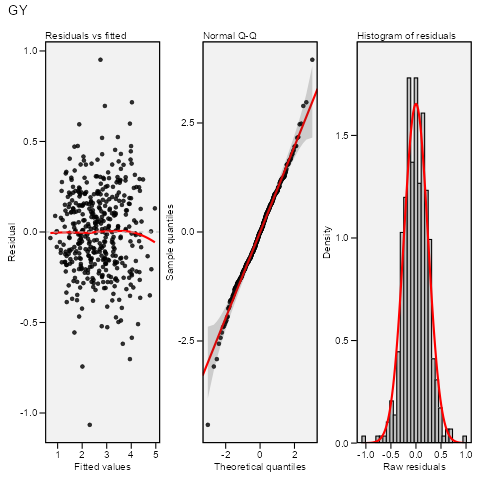 GY
Residuals vs fitted
Normal Q-Q
Histogram of residuals
Residual
1.0
0.5
0.0
-0.5
-1.0
1 2 3 4 5
Fitted values
Sample quantiles
2.5
0.0
-2.5
-2 0 2
Theoretical quantiles
Density
1.5
1.0
0.5
0.0
-1.0 -0.5 0.0 0.5 1.0
Raw residuals